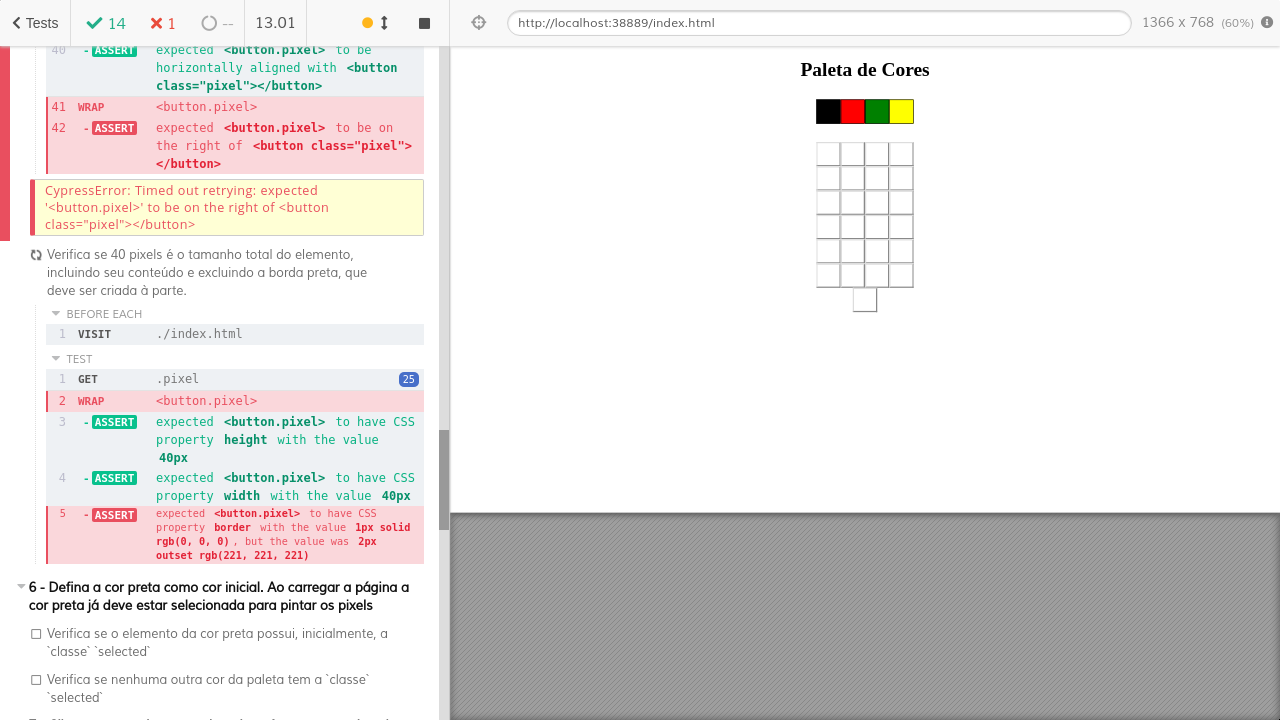 Tests 14 1 -- 13.01
http://localhost:38889/index.html 1366 x 768 (60%)
40 - ASSERT expected <button.pixel> to be
horizontally aligned with <button
class="pixel"></button>
41 WRAP <button.pixel>
42 - ASSERT expected <button.pixel> to be on
the right of <button class="pixel">
</button>
CypressError: Timed out retrying: expected
'<button.pixel>' to be on the right of <button
class="pixel"></button>
Verifica se 40 pixels é o tamanho total do elemento,
incluindo seu conteúdo e excluindo a borda preta, que
deve ser criada à parte.
BEFORE EACH
1 VISIT ./index.html
TEST
1 GET .pixel 25
2 WRAP <button.pixel>
3 - ASSERT expected <button.pixel> to have CSS
property height with the value
40px
4 - ASSERT expected <button.pixel> to have CSS
property width with the value 40px
5 - ASSERT expected <button.pixel> to have CSS
property border with the value 1px solid
rgb(0, 0, 0), but the value was 2px
outset rgb(221, 221, 221)
6 - Defina a cor preta como cor inicial. Ao carregar a página a
cor preta já deve estar selecionada para pintar os pixels
Verifica se o elemento da cor preta possui, inicialmente, a
`classe` `selected`
Verifica se nenhuma outra cor da paleta tem a `classe`
`selected`
Paleta de Cores